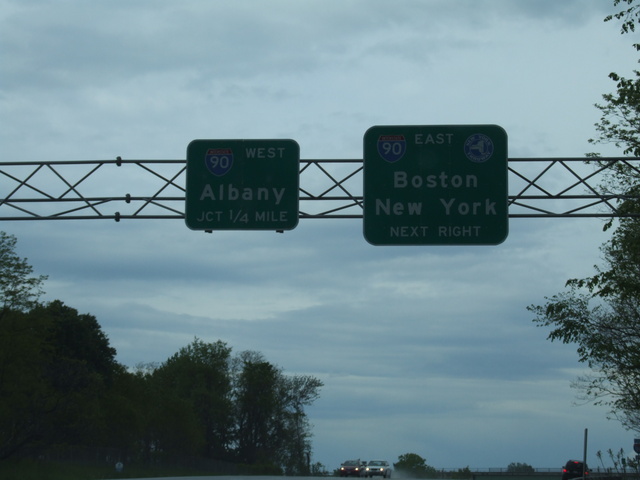 90 WEST
Albany
JCT 1/4 MILE
90 EAST
Boston
New York
NEXT RIGHT